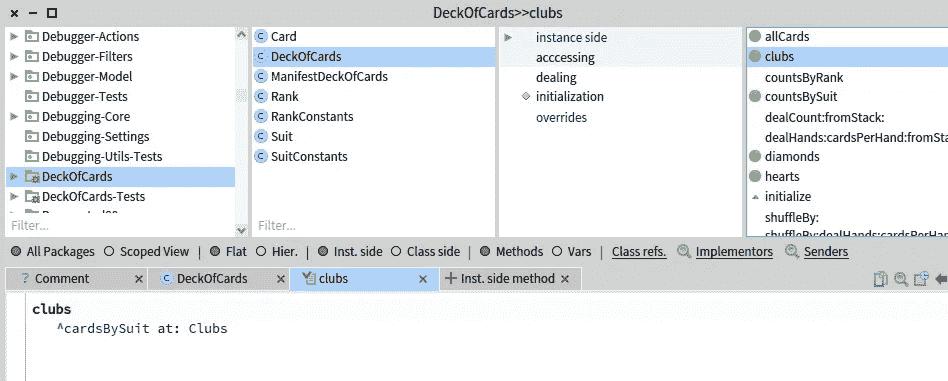 DeckOfCards>>clubs
Debugger-Actions
Debugger-Filters
Debugger-Model
Debugger-Tests
Debugging-Core
Debugging-Settings
Debugging-Utils-Tests
DeckOfCards
DeckOfCards-Tests
Filter...
Card
DeckOfCards
ManifestDeckOfCards
Rank
RankConstants
Suit
SuitConstants
Filter...
instance side
acccessing
dealing
initialization
overrides
allCards
clubs
countsByRank
countsBySuit
dealCount:fromStack:
dealHands:cardsPerHand:fromSta
diamonds
hearts
initialize
shuffleBy:
shuffleBy:dealHands:cardsPerHan
All Packages Scoped View | Flat Hier. | Inst. side Class side | Methods Vars | Class refs. Implementors Senders
? Comment × DeckOfCards × clubs × + Inst. side method ×
clubs
^cardsBySuit at: Clubs